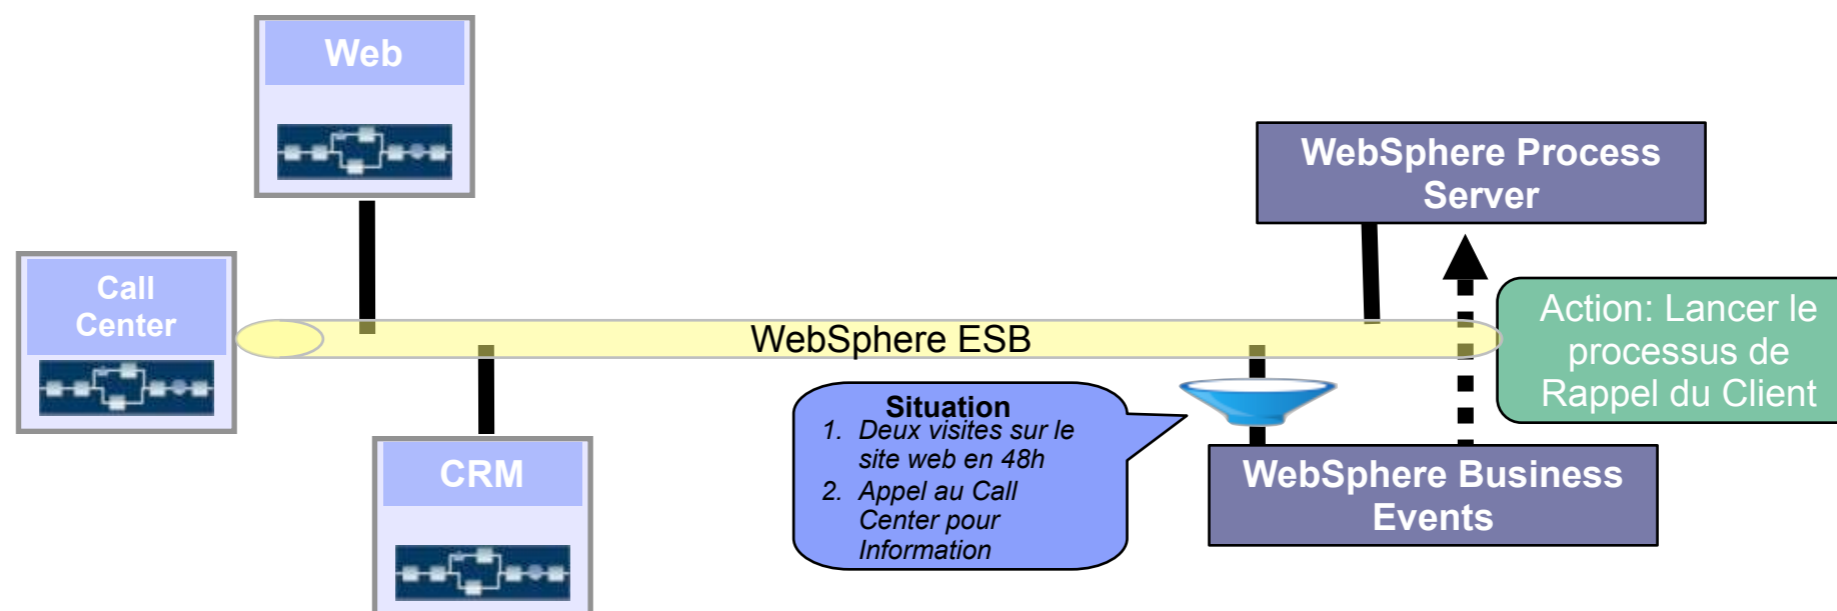 Web
Call
Center
CRM
WebSphere ESB
Situation
1. Deux visites sur le
site web en 48h
2. Appel au Call
Center pour
Information
WebSphere Process
Server
Action: Lancer le
processus de
Rappel du Client
WebSphere Business
Events